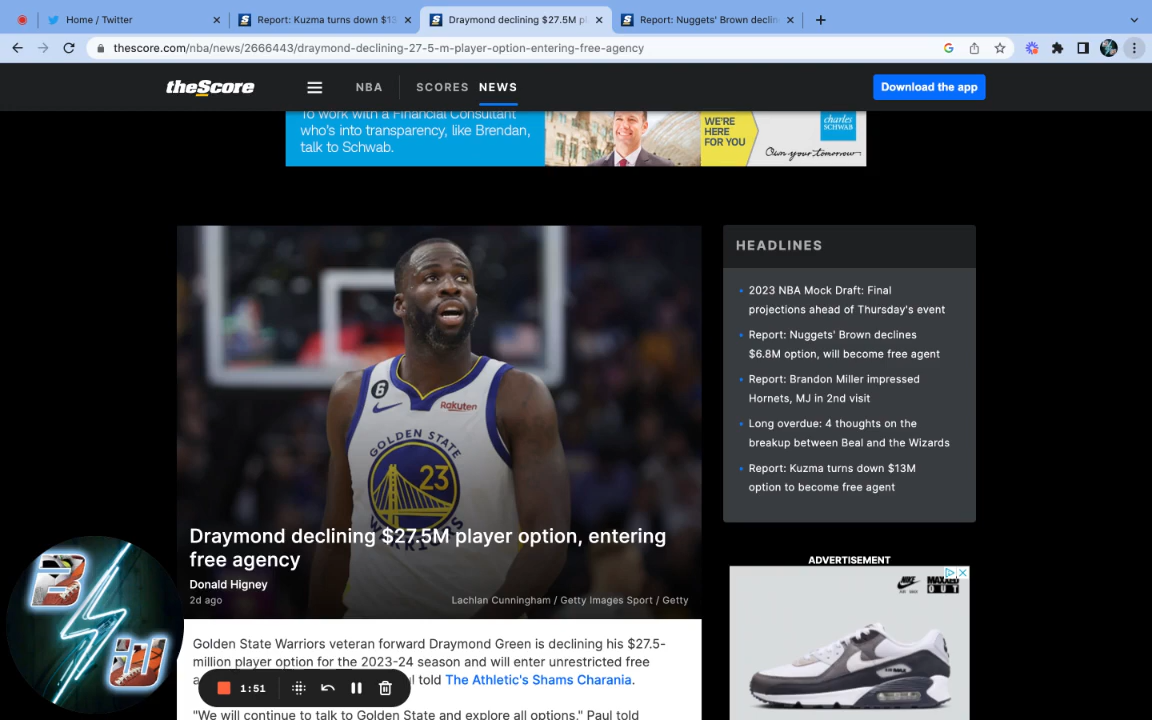 Home / Twitter
Report: Kuzma turns down $13
Draymond declining $27.5M p
Report: Nuggets' Brown declin
thescore.com/nba/news/2666443/draymond-declining-27-5-m-player-option-entering-free-agency
theScore
NBA
SCORES
NEWS
Download the app
To work with a Financial Consultant
who's into transparency, like Brendan,
talk to Schwab.
WE'RE
HERE
FOR YOU
charles
SCHWAB
Own your tomorrow
HEADLINES
2023 NBA Mock Draft: Final
projections ahead of Thursday's event
Report: Nuggets' Brown declines
$6.8M option, will become free agent
Report: Brandon Miller impressed
Hornets, MJ in 2nd visit
Long overdue: 4 thoughts on the
breakup between Beal and the Wizards
Report: Kuzma turns down $13M
option to become free agent
6
Rakuten
GOLDEN STATE
23
WARRIORS
Draymond declining $27.5M player option, entering
free agency
Donald Higney
2d ago
Lachlan Cunningham / Getty Images Sport / Getty
ADVERTISEMENT
Golden State Warriors veteran forward Draymond Green is declining his $27.5-
million player option for the 2023-24 season and will enter unrestricted free
told The Athletic's Shams Charania.
"We will continue to talk to Golden State and explore all options," Paul told
1:51